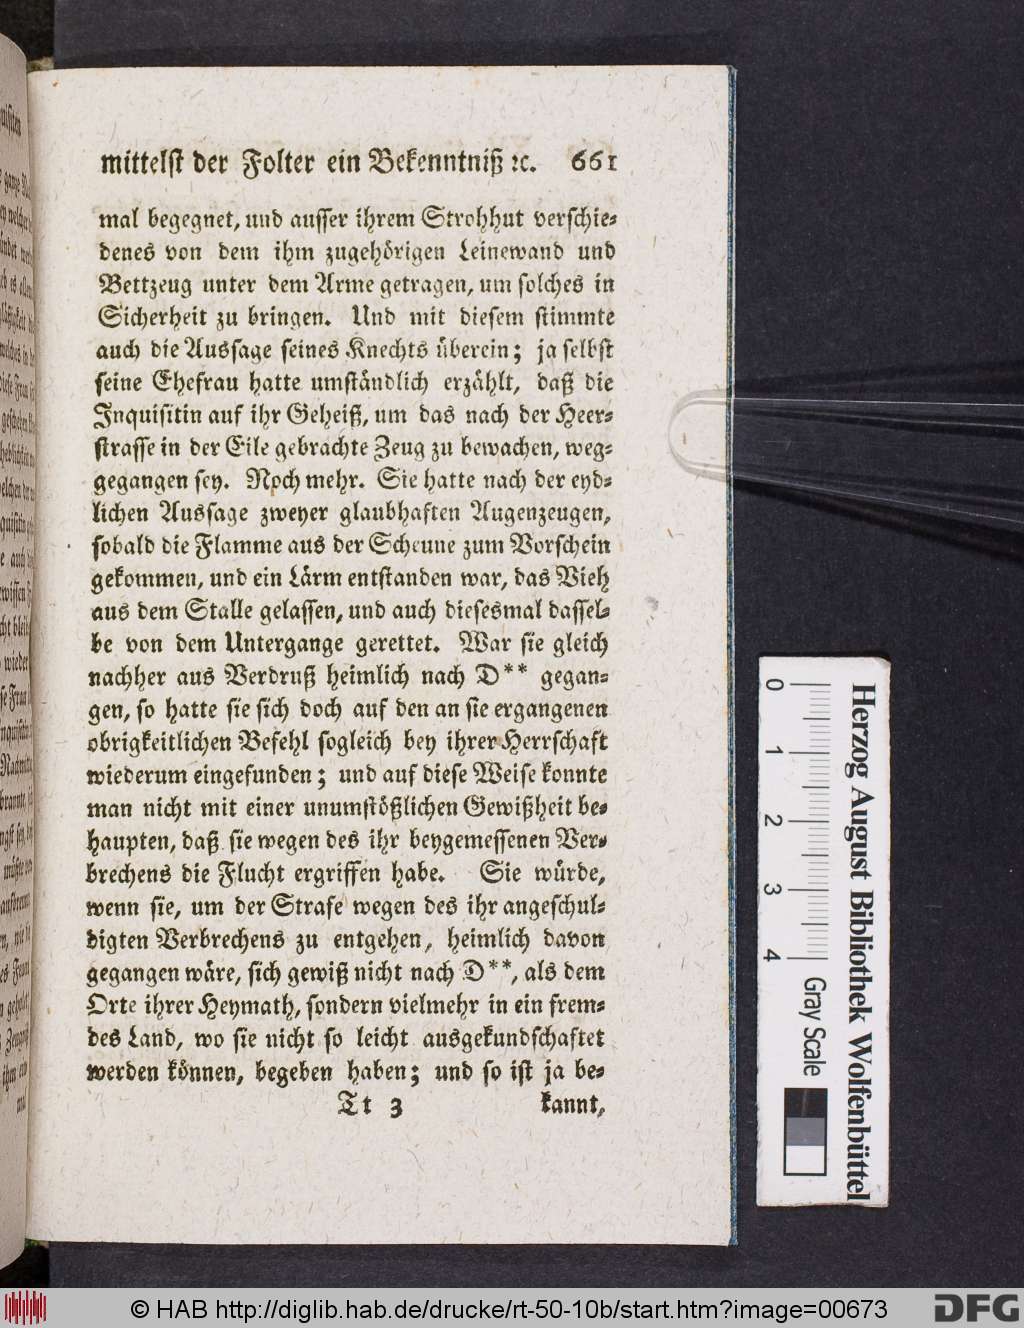 mittelst der Folter ein Bekenntniß ꝛc. 661
mal begegnet, und ausser ihrem Strohhut verschie-
denes von dem ihm zugehörigen Leinewand und
Bettzeug unter dem Arme getragen, um solches in
Sicherheit zu bringen. Und mit diesem stimmte
auch die Aussage seines Knechts überein; ja selbst
seine Ehefrau hatte umständlich erzählt, daß die
Inquisitin auf ihr Geheiß, um das nach der Heer-
strasse in der Eile gebrachte Zeug zu bewachen, weg-
gegangen sey. Noch mehr. Sie hatte nach der eyd-
lichen Aussage zweyer glaubhaften Augenzeugen,
sobald die Flamme aus der Scheune zum Vorschein
gekommen, und ein Lärm entstanden war, das Vieh
aus dem Stalle gelassen, und auch diesesmal dassel-
be von dem Untergange gerettet. War sie gleich
nachher aus Verdruß heimlich nach D** gegan-
gen, so hatte sie sich doch auf den an sie ergangenen
obrigkeitlichen Befehl sogleich bey ihrer Herrschaft
wiederum eingefunden; und auf diese Weise konnte
man nicht mit einer unumstößlichen Gewißheit be-
haupten, daß sie wegen des ihr beygemessenen Ver-
brechens die Flucht ergriffen habe. Sie würde,
wenn sie, um der Strafe wegen des ihr angeschul-
digten Verbrechens zu entgehen, heimlich davon
gegangen wäre, sich gewiß nicht nach D**, als dem
Orte ihrer Heymath, sondern vielmehr in ein frem-
des Land, wo sie nicht so leicht ausgekundschaftet
werden können, begeben haben; und so ist ja be-
Tt 3 kannt,
0 1 2 3 4 Gray Scale
Herzog August Bibliothek Wolfenbüttel
© HAB http://diglib.hab.de/drucke/rt-50-10b/start.htm?image=00673
DFG